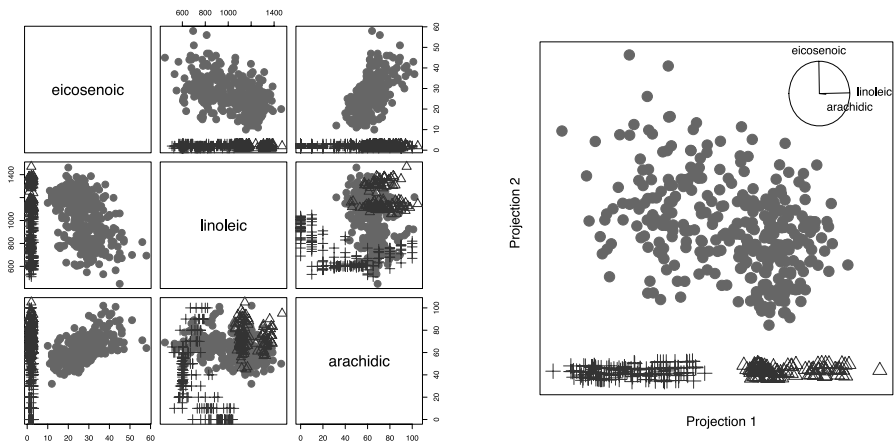 600 1000 1400
eicosenoic
0 10 20 30 40 50 60
600 800 1000 1400
linoleic
0 20 40 60 80 100
arachidic
0 10 20 30 40 50 60
0 20 40 60 80 100
eicosenoic
linoleic
arachidic
Projection 2
Projection 1